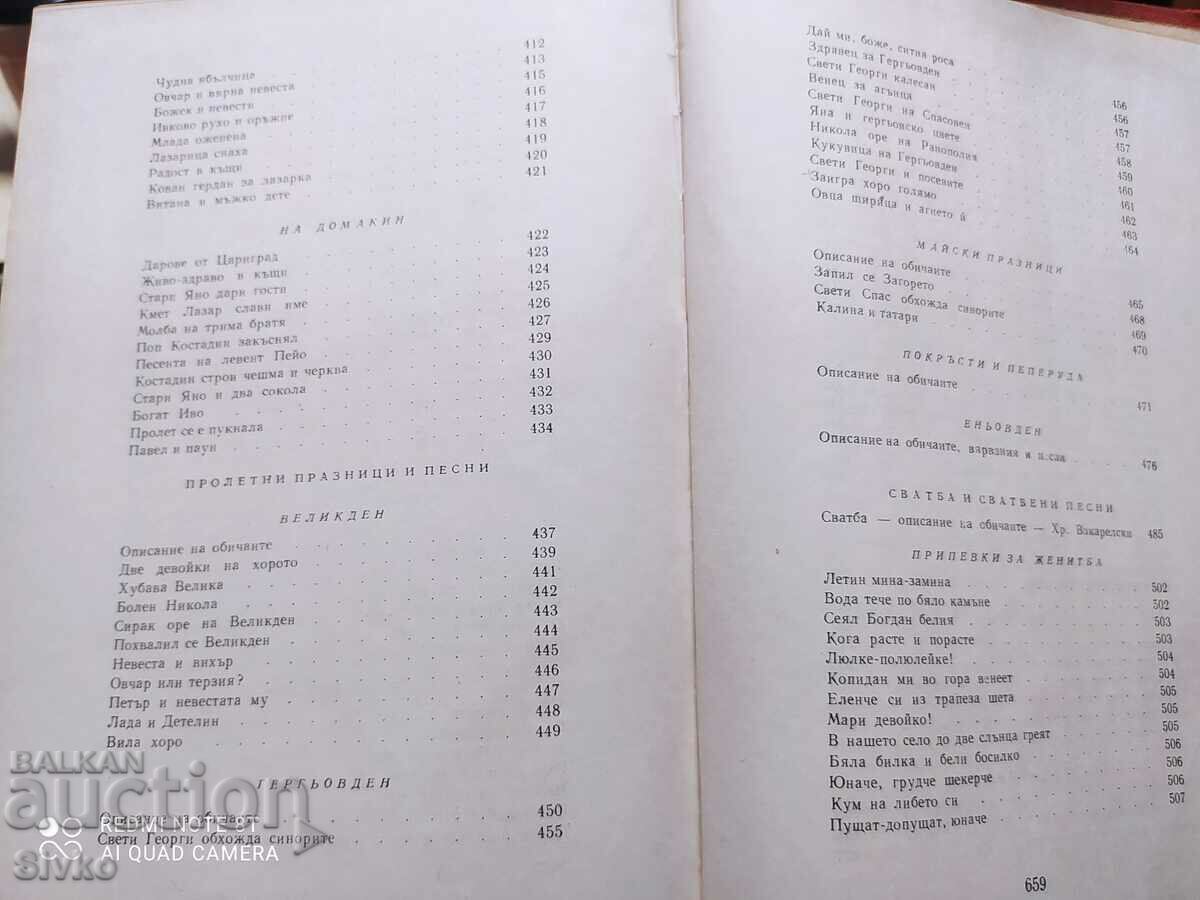 Чудна ябълчица 412
Овчар и вярна невеста 413
Божек и невести 415
Ивково рухо и оръжие 416
Млада оженена 417
Лазарица снаха 418
Радост в къщи 419
Кован гердан за лазарка 420
Витана и мъжко дете 421
НА ДОМАКИН
Дарове от Цариград 422
Живо-здраво в къщи 423
Стари Яно дари гости 424
Кмет Лазар слави име 425
Молба на трима братя 426
Поп Костадин закъснял 427
Песента на левент Пейо 429
Костадин строи чешма и черква 430
Стари Яно и два сокола 431
Богат Иво 432
Пролет се е пукнала 433
Павел и паун 434
ПРОЛЕТНИ ПРАЗНИЦИ И ПЕСНИ
ВЕЛИКДЕН
Описание на обичаите 437
Две девойки на хорото 439
Хубава Велика 441
Болен Никола 442
Сирак оре на Великден 443
Похвалил се Великден 444
Невеста и вихър 445
Овчар или терзия? 446
Петър и невестата му 447
Лада и Детелин 448
Вила хоро 449
ГЕРГЬОВДЕН
Описание на обичаите 450
Свети Георги обхожда синорите 455
Дай ми, боже, ситна роса 456
Здравец за Гергьовден 456
Свети Георги калесан 457
Венец за агънца 457
Свети Георги на Спасовен 458
Яна и гергьовско цвете 459
Никола оре на Равополия 460
Кукувица на Гергьовден 461
Свети Георги и посевите 462
Заигра хоро голямо 463
Овца шириţа и агнето ѝ 464
МАЙСКИ ПРАЗНИЦИ
Описание на обичаите 465
Запил се Загорето 468
Свети Спас обхожда синорите 469
Калина и татари 470
ПОКРЪСТИ И ПЕПЕРУДА
Описание на обичаите 471
ЕНЬОВДЕН
Описание на обичаите, вярвания и песни 476
СВАТБА И СВАТБЕНИ ПЕСНИ
Сватба — описание на обичаите — Хр. Вакарелски 485
ПРИПЕВКИ ЗА ЖЕНИТБА
Летин мина-замина 502
Вода тече по бяло камъне 502
Сеял Богдан белия 503
Кога расте и порасте 503
Люлке-полюлейке! 504
Копидан ми во гора венеет 504
Еленче си из трапеза шета 505
Мари девойко! 505
В нашето село до две слънца греят 505
Бяла билка и бели босилко 506
Юначе, грудче шекерче 506
Кум на либето си 506
Пущат-допущат, юначе 507
659
BALKAN
auction
REDMI NOTE 8T
AI QUAD CAMERA
Sivko